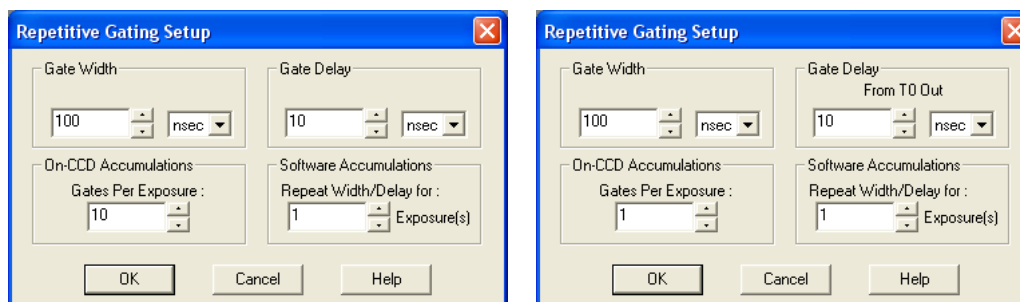 Repetitive Gating Setup
Gate Width
Gate Delay
100
nsec
10
nsec
On-CCD Accumulations
Software Accumulations
Gates Per Exposure :
Repeat Width/Delay for :
10
1
Exposure(s)
OK
Cancel
Help
Repetitive Gating Setup
Gate Width
Gate Delay
From T0 Out
100
nsec
10
nsec
On-CCD Accumulations
Software Accumulations
Gates Per Exposure :
Repeat Width/Delay for :
1
1
Exposure(s)
OK
Cancel
Help